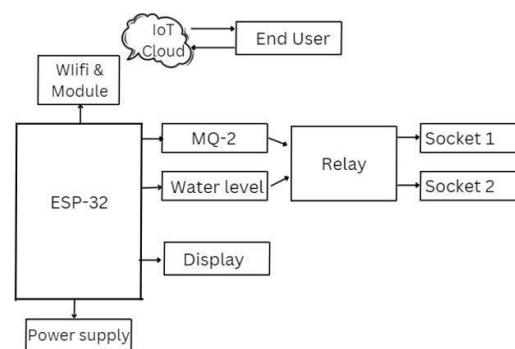 IoT
Cloud
End User
WIifi &
Module
ESP-32
MQ-2
Water level
Display
Power supply
Relay
Socket 1
Socket 2